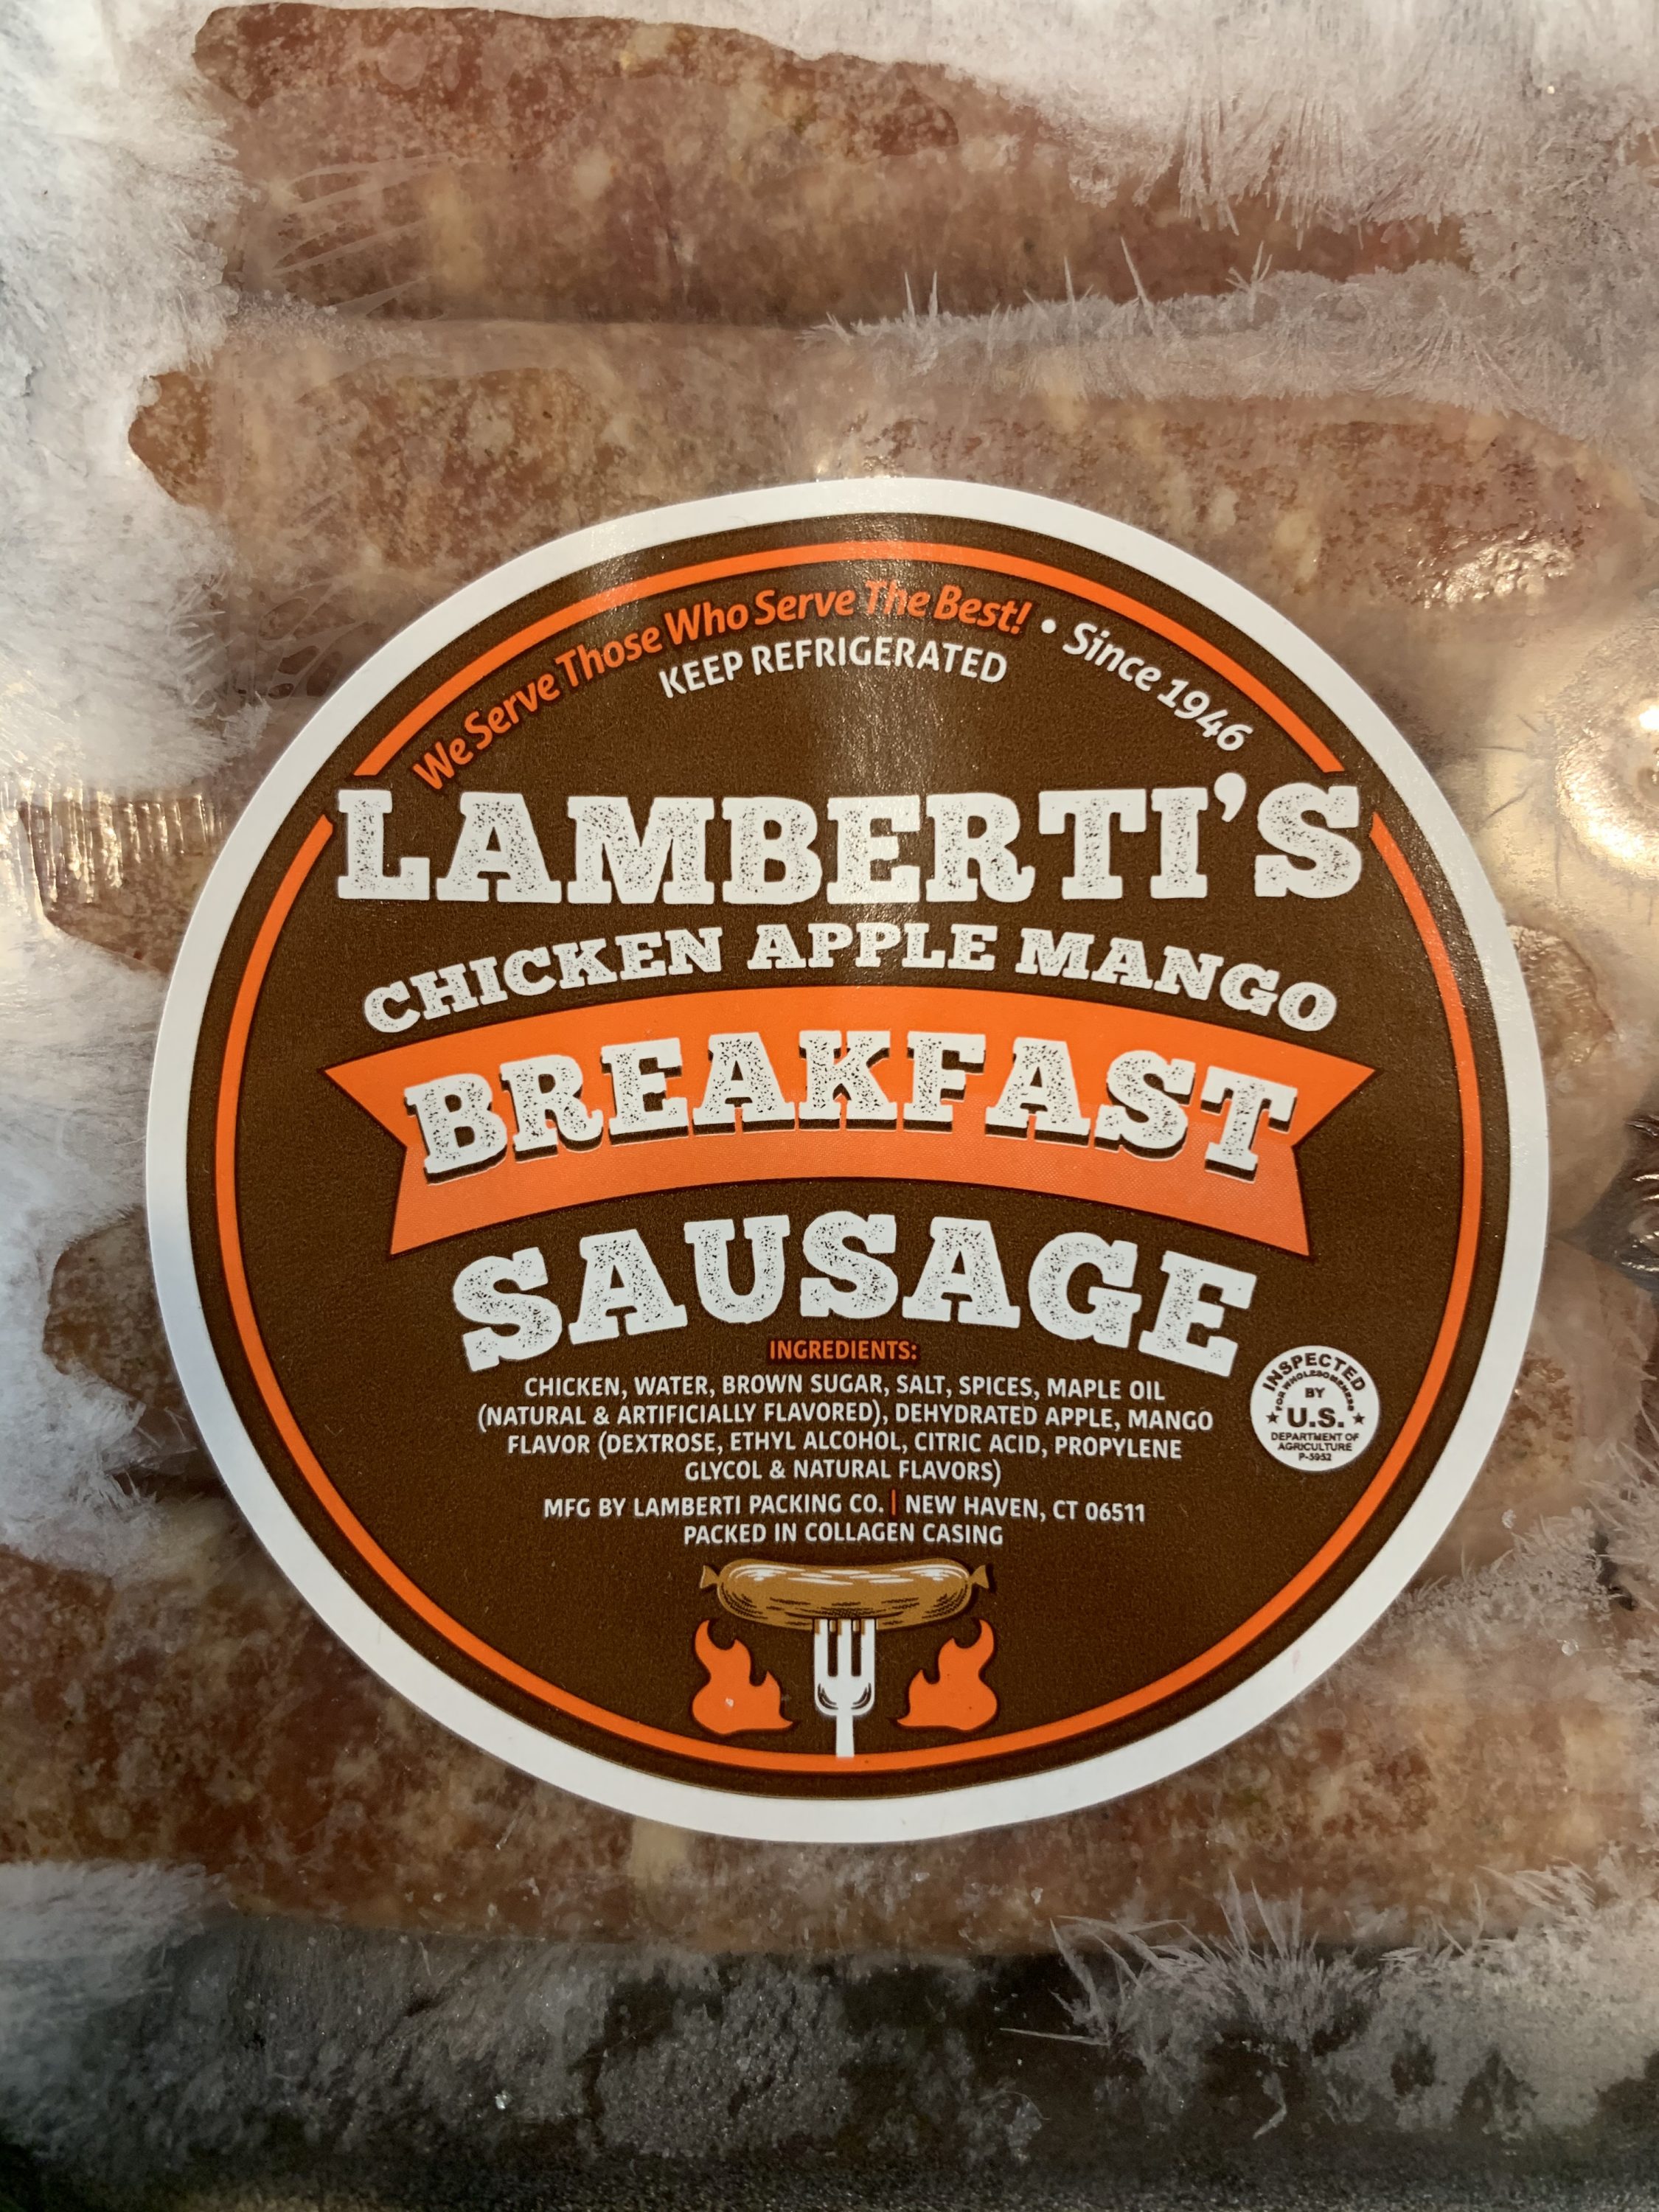 We Serve Those Who Serve The Best! • Since 1946
KEEP REFRIGERATED
LAMBERTI'S
CHICKEN APPLE MANGO
BREAKFAST
SAUSAGE
INGREDIENTS:
CHICKEN, WATER, BROWN SUGAR, SALT, SPICES, MAPLE OIL
(NATURAL & ARTIFICIALLY FLAVORED), DEHYDRATED APPLE, MANGO
FLAVOR (DEXTROSE, ETHYL ALCOHOL, CITRIC ACID, PROPYLENE
GLYCOL & NATURAL FLAVORS)
MFG BY LAMBERTI PACKING CO. | NEW HAVEN, CT 06511
PACKED IN COLLAGEN CASING
INSPECTED
FOR WHOLESOMENESS
BY
U.S.
DEPARTMENT OF
AGRICULTURE
P-5952